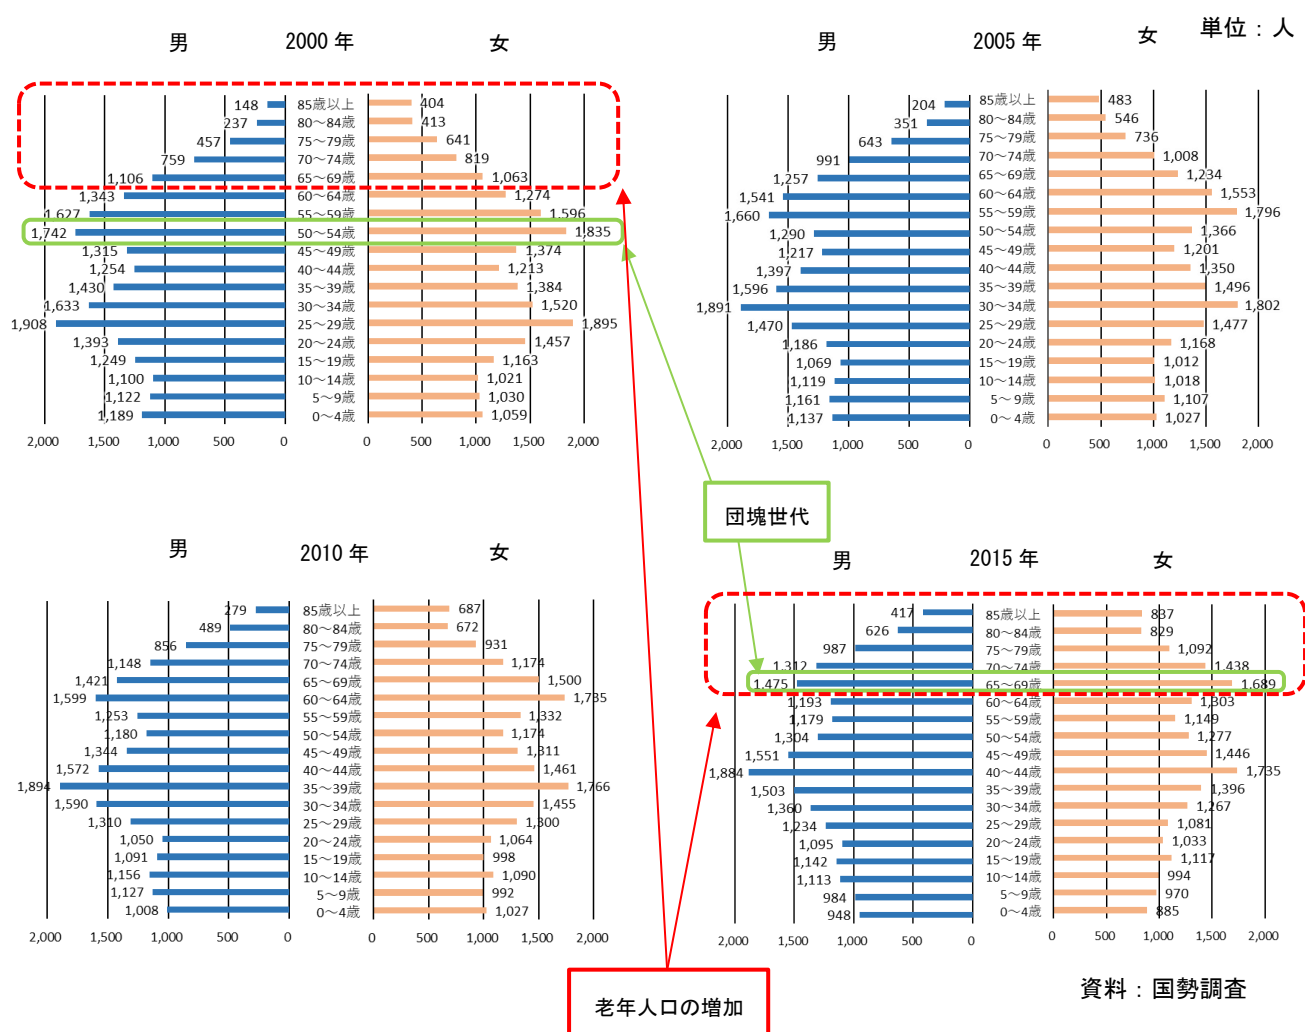 単位：人
男 2000 年 女
148 85歳以上 404
237 80～84歳 413
457 75～79歳 641
759 70～74歳 819
1,106 65～69歳 1,063
1,343 60～64歳 1,274
1,627 55～59歳 1,596
1,742 50～54歳 1,835
1,315 45～49歳 1,374
1,254 40～44歳 1,213
1,430 35～39歳 1,384
1,633 30～34歳 1,520
1,908 25～29歳 1,895
1,393 20～24歳 1,457
1,249 15～19歳 1,163
1,100 10～14歳 1,021
1,122 5～9歳 1,030
1,189 0～4歳 1,059
2,000 1,500 1,000 500 0 0 500 1,000 1,500 2,000
男 2005 年 女
204 85歳以上 483
351 80～84歳 546
643 75～79歳 736
991 70～74歳 1,008
1,257 65～69歳 1,234
1,541 60～64歳 1,553
1,660 55～59歳 1,796
1,290 50～54歳 1,366
1,217 45～49歳 1,201
1,397 40～44歳 1,350
1,596 35～39歳 1,496
1,891 30～34歳 1,802
1,470 25～29歳 1,477
1,186 20～24歳 1,168
1,069 15～19歳 1,012
1,119 10～14歳 1,018
1,161 5～9歳 1,107
1,137 0～4歳 1,027
2,000 1,500 1,000 500 0 0 500 1,000 1,500 2,000
団塊世代
男 2010 年 女
279 85歳以上 687
489 80～84歳 672
856 75～79歳 931
1,148 70～74歳 1,174
1,421 65～69歳 1,500
1,599 60～64歳 1,735
1,253 55～59歳 1,332
1,180 50～54歳 1,174
1,344 45～49歳 1,311
1,572 40～44歳 1,461
1,894 35～39歳 1,766
1,590 30～34歳 1,455
1,310 25～29歳 1,300
1,050 20～24歳 1,064
1,091 15～19歳 998
1,156 10～14歳 1,090
1,127 5～9歳 992
1,008 0～4歳 1,027
2,000 1,500 1,000 500 0 0 500 1,000 1,500 2,000
男 2015 年 女
417 85歳以上 837
626 80～84歳 829
987 75～79歳 1,092
1,312 70～74歳 1,438
1,475 65～69歳 1,689
1,193 60～64歳 1,303
1,179 55～59歳 1,149
1,304 50～54歳 1,277
1,551 45～49歳 1,446
1,884 40～44歳 1,735
1,503 35～39歳 1,396
1,360 30～34歳 1,267
1,234 25～29歳 1,081
1,095 20～24歳 1,033
1,142 15～19歳 1,117
1,113 10～14歳 994
984 5～9歳 970
948 0～4歳 885
2,000 1,500 1,000 500 0 0 500 1,000 1,500 2,000
老年人口の増加
資料：国勢調査